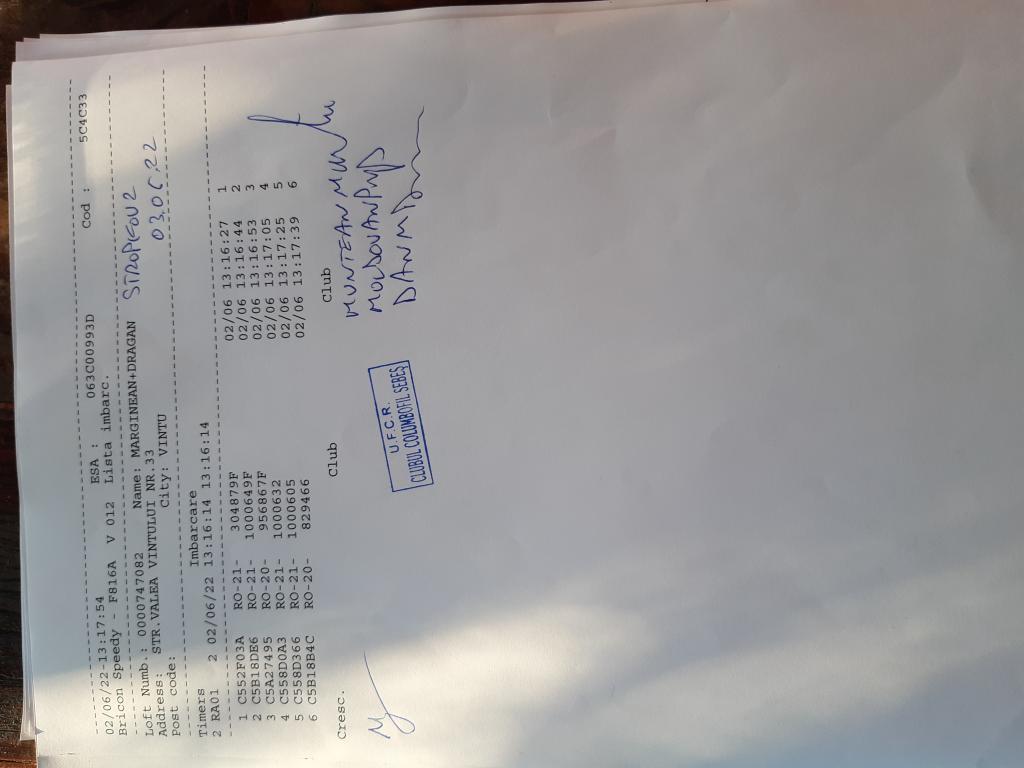 02/06/22-13:17:54 ESA : 063C00993D Cod : 5C4C33
Bricon Speedy - F816A V 012 Lista imbarc.
Loft Numb.: 0000747082 Name: MARGINEAN+DRAGAN
Address: STR.VALEA VINTULUI NR.33
Post code: City: VINTU
03.06.22
Timers Imbarcare
2 RA01 2 02/06/22 13:16:14 13:16:14
1 C552F03A RO-21- 304879F 02/06 13:16:27 1
2 C5B18DE6 RO-21- 1000649F 02/06 13:16:44 2
3 C5A27495 RO-20- 956867F 02/06 13:16:53 3
4 C558D0A3 RO-21- 1000632 02/06 13:17:05 4
5 C558D366 RO-21- 1000605 02/06 13:17:25 5
6 C5B18B4C RO-20- 829466 02/06 13:17:39 6
Cresc. Club Club
MUNTEAN
MOLDOVAN
DAN M
U.F.C.R.
CLUBUL COLUMBOFIL SEBES